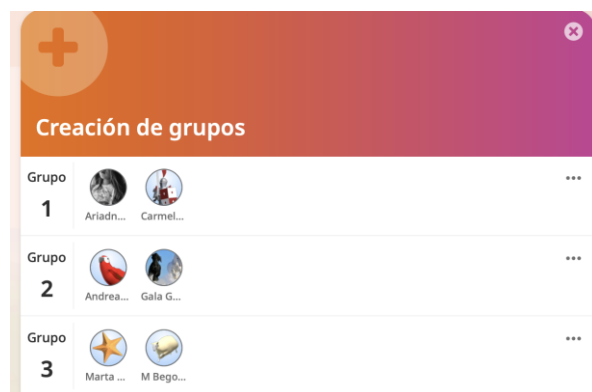 Creación de grupos
Grupo
1
Ariadn... Carmel...
Grupo
2
Andrea... Gala G...
Grupo
3
Marta ... M Bego...